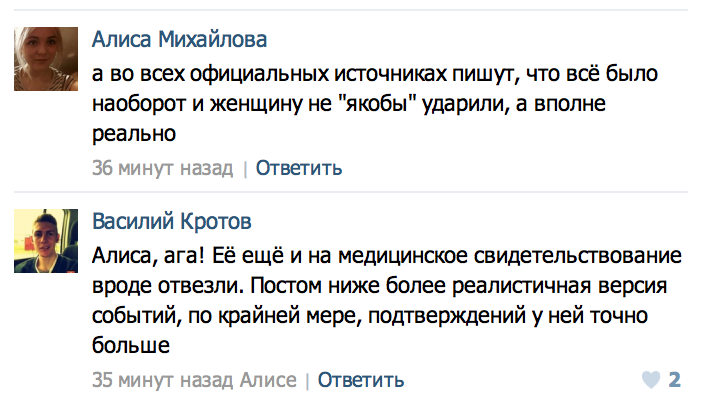 Алиса Михайлова
а во всех официальных источниках пишут, что всё было
наоборот и женщину не "якобы" ударили, а вполне
реально
36 минут назад | Ответить
Василий Кротов
Алиса, ага! Её ещё и на медицинское свидетельствование
вроде отвезли. Постом ниже более реалистичная версия
событий, по крайней мере, подтверждений у ней точно
больше
35 минут назад Алисе | Ответить 2